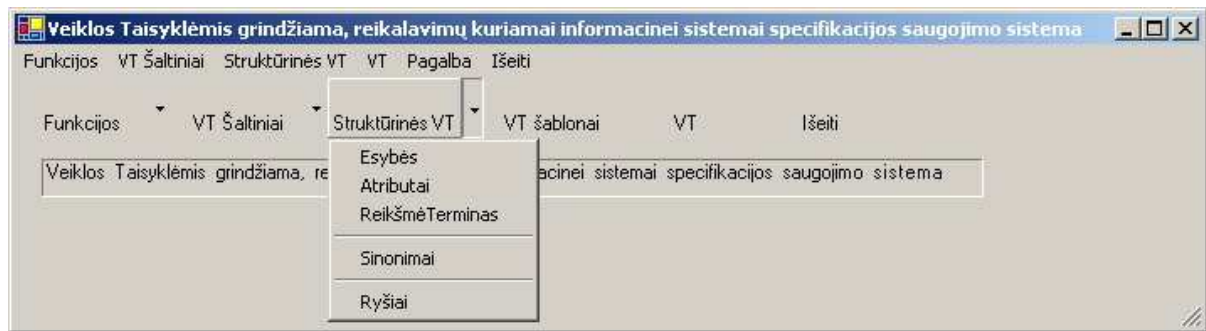 Veiklos Taisyklėmis grindžiama, reikalavimų kuriamai informacinei sistemai specifikacijos saugojimo sistema
Funkcijos VT Šaltiniai Struktūrinės VT VT Pagalba Išeiti
Funkcijos VT Šaltiniai Struktūrinės VT VT šablonai VT Išeiti
Veiklos Taisyklėmis grindžiama, re acinei sistemai specifikacijos saugojimo sistema
Esybės
Atributai
ReikšmėTerminas
Sinonimai
Ryšiai